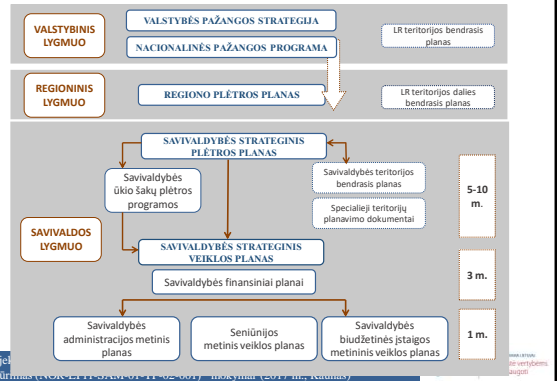 VALSTYBINIS
LYGMUO
VALSTYBĖS PAŽANGOS STRATEGIJA
NACIONALINĖS PAŽANGOS PROGRAMA
LR teritorijos bendrasis
planas
REGIONINIS
LYGMUO
REGIONO PLĖTROS PLANAS
LR teritorijos dalies
bendrasis planas
SAVIVALDOS
LYGMUO
SAVIVALDYBĖS STRATEGINIS
PLĖTROS PLANAS
Savivaldybės
ūkio šakų plėtros
programos
Savivaldybės teritorijos
bendrasis planas
Specialieji teritorijų
planavimo dokumentai
5-10
m.
SAVIVALDYBĖS STRATEGINIS
VEIKLOS PLANAS
Savivaldybės finansiniai planai
3 m.
Savivaldybės
administracijos metinis
planas
Seniūnijos
metinis veiklos planas
Savivaldybės
biudžetinės įstaigos
metininis veiklos planas
1 m.
vertybėms
saugoti